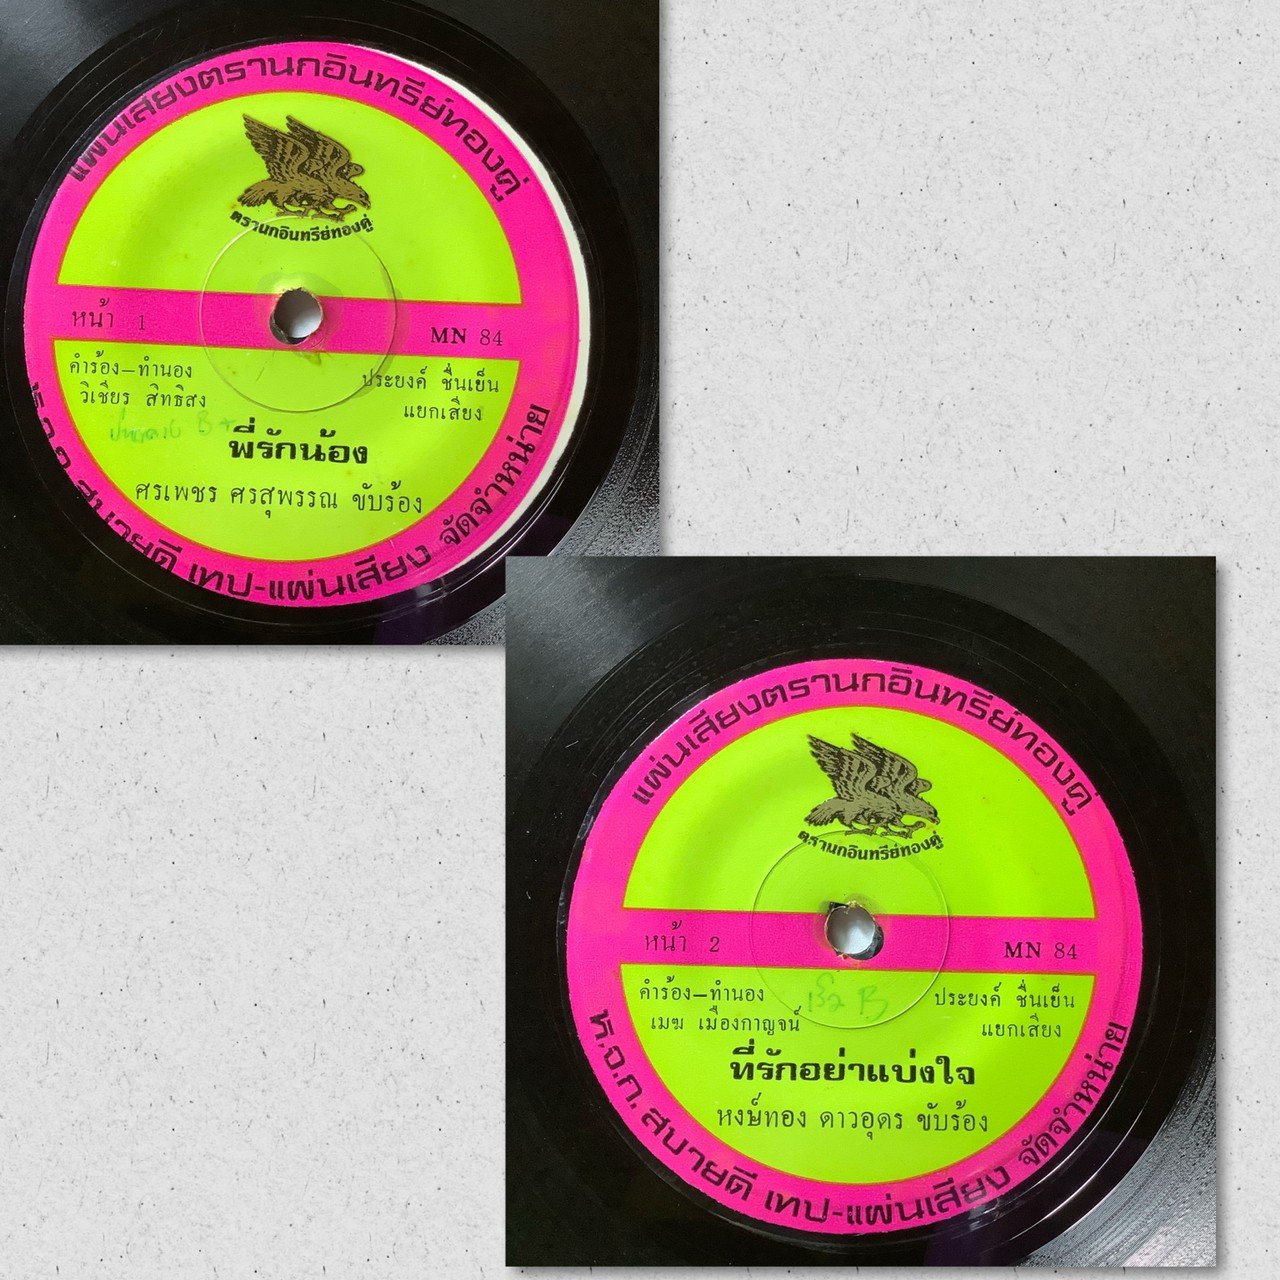 แผ่นเสียงตรานกอินทรีย์ทองคู่
ตรานกอินทรีย์ทองคู่
หน้า 1
MN 84
คำร้อง-ทำนอง
วิเชียร สิทธิสง
ประยงค์ ชื่นเย็น
แยกเสียง
พี่รักน้อง
ศรเพชร ศรสุพรรณ ขับร้อง
ห.จ.ก. สบายดี เทป-แผ่นเสียง จัดจำหน่าย
แผ่นเสียงตรานกอินทรีย์ทองคู่
ตรานกอินทรีย์ทองคู่
หน้า 2
MN 84
คำร้อง-ทำนอง
เมฆ เมืองกาญจน์
ประยงค์ ชื่นเย็น
แยกเสียง
ที่รักอย่าแบ่งใจ
หงษ์ทอง ดาวอุดร ขับร้อง
ห.จ.ก. สบายดี เทป-แผ่นเสียง จัดจำหน่าย